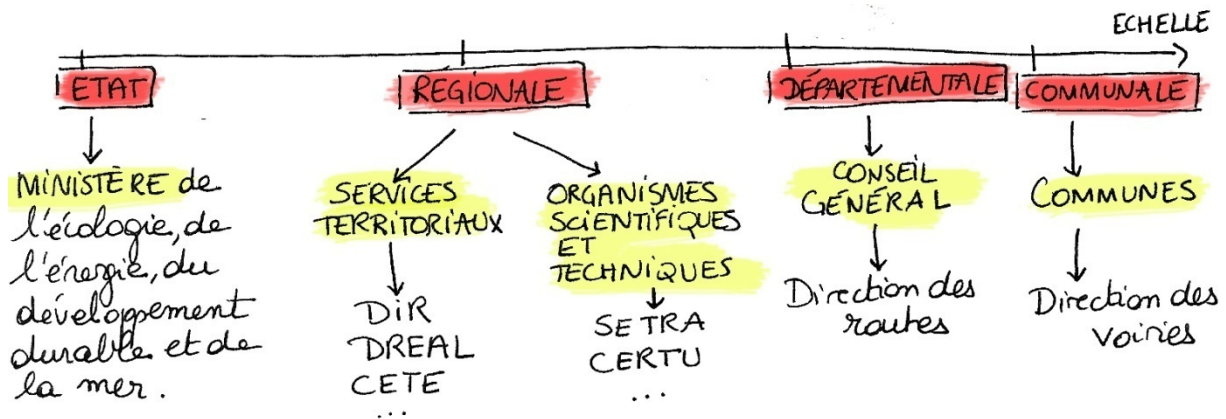 ECHELLE
ETAT
REGIONALE
DÉPARTEMENTALE
COMMUNALE
MINISTÈRE de
l'écologie, de
l'énergie, du
développement
durable et de
la mer.
SERVICES
TERRITORIAUX
DIR
DREAL
CETE
...
ORGANISMES
SCIENTIFIQUES
ET
TECHNIQUES
SETRA
CERTU
...
CONSEIL
GÉNÉRAL
Direction des
routes
COMMUNES
Direction des
voiries